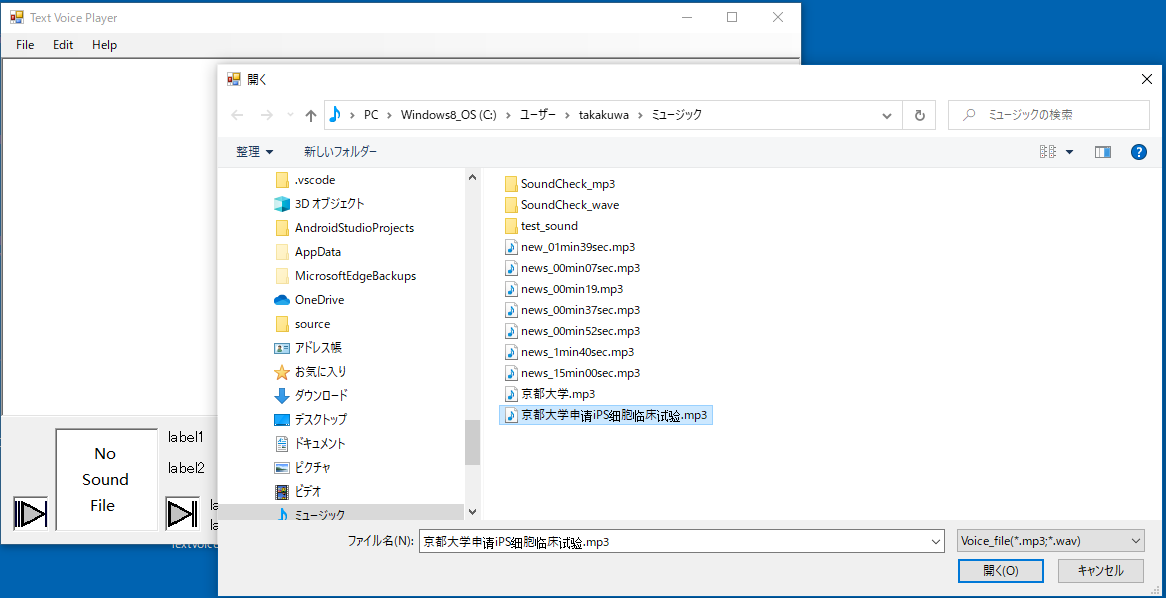 Text Voice Player
File Edit Help
開く
PC > Windows8_OS (C:) > ユーザー > takakuwa > ミュージック
ミュージックの検索
整理
新しいフォルダー
.vscode
3D オブジェクト
AndroidStudioProjects
AppData
MicrosoftEdgeBackups
OneDrive
source
アドレス帳
お気に入り
ダウンロード
デスクトップ
ドキュメント
ピクチャ
ビデオ
ミュージック
SoundCheck_mp3
SoundCheck_wave
test_sound
new_01min39sec.mp3
news_00min07sec.mp3
news_00min19.mp3
news_00min37sec.mp3
news_00min52sec.mp3
news_1min40sec.mp3
news_15min00sec.mp3
京都大学.mp3
京都大学申请iPS细胞临床试验.mp3
No
Sound
File
label1
label2
la
la
ファイル名(N):
京都大学申请iPS细胞临床试验.mp3
Voice_file(*.mp3;*.wav)
開く(O)
キャンセル